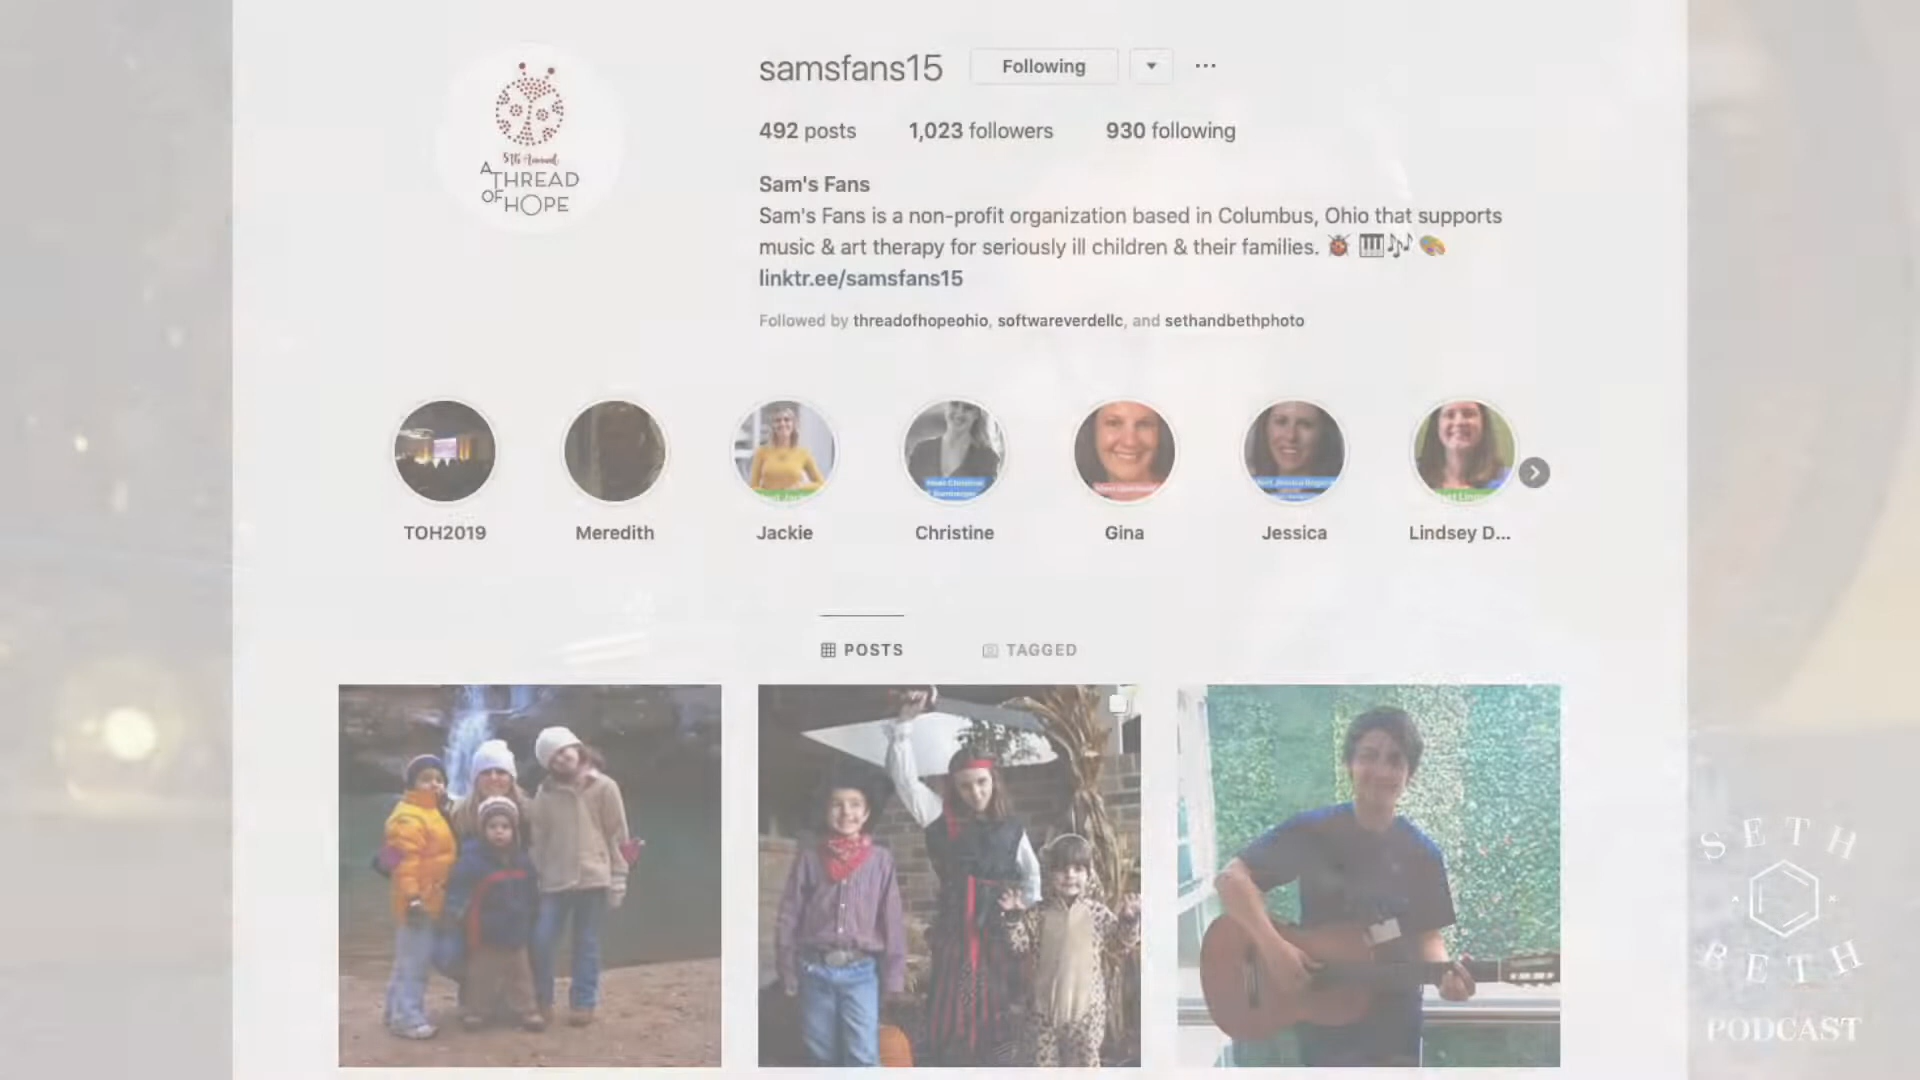 samsfans15
Following
492 posts
1,023 followers
930 following
Sam's Fans
Sam's Fans is a non-profit organization based in Columbus, Ohio that supports
music & art therapy for seriously ill children & their families.
linktr.ee/samsfans15
Followed by threadofhopeohio, softwareverdellc, and sethandbethphoto
5th Annual
A
THREAD
OF
HOPE
TOH2019
Meredith
Jackie
Christine
Gina
Jessica
Lindsey D...
POSTS
TAGGED
SETH
BETH
PODCAST